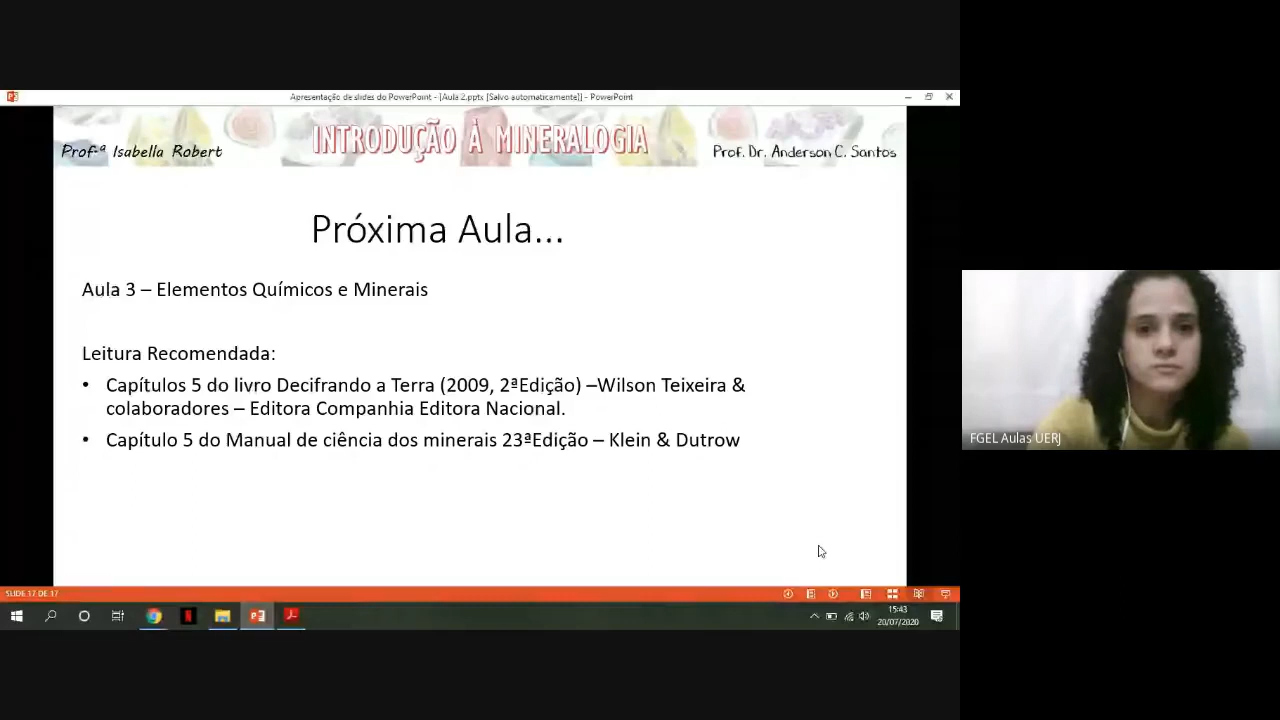 Apresentação de slides do PowerPoint - [Aula 2.pptx [Salvo automaticamente]] - PowerPoint
Prof.ª Isabella Robert
INTRODUÇÃO À MINERALOGIA
Prof. Dr. Anderson C. Santos
Próxima Aula...
Aula 3 – Elementos Químicos e Minerais
Leitura Recomendada:
• Capítulos 5 do livro Decifrando a Terra (2009, 2ªEdição) –Wilson Teixeira &
colaboradores – Editora Companhia Editora Nacional.
• Capítulo 5 do Manual de ciência dos minerais 23ªEdição – Klein & Dutrow
FGEL Aulas UERJ
SLIDE 17 DE 17
15:43
20/07/2020